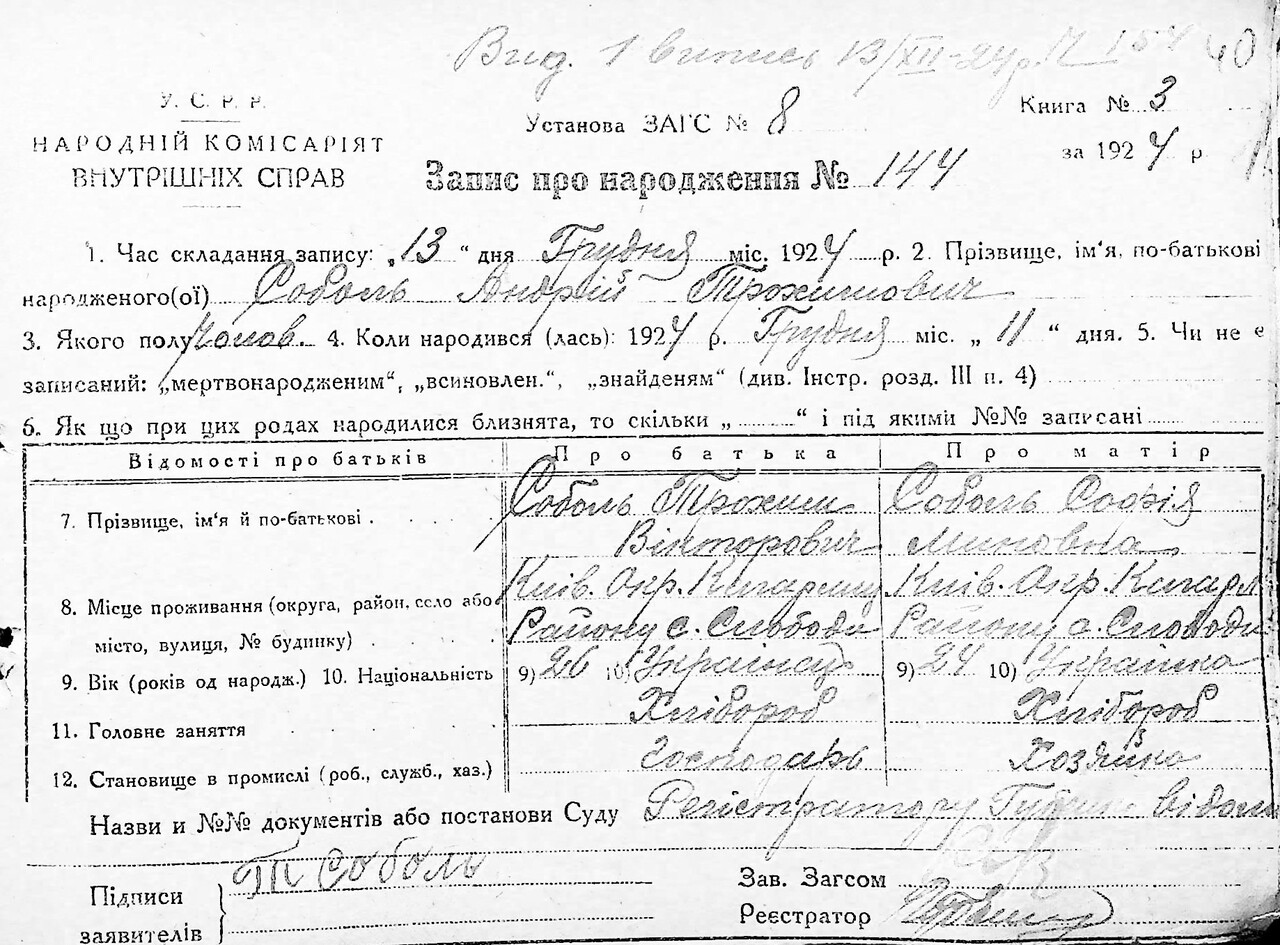 Вид. 1 випись 13/XII-24 р. № 154 40
У. С. Р. Р.
НАРОДНІЙ КОМІСАРІЯТ
ВНУТРІШНІХ СПРАВ
Установа ЗАГС № 8
Книга № 3
за 1924 р.
Запис про народження № 144
1. Час складання запису: „13“ дня Грудня міс. 1924 р. 2. Прізвище, ім‘я, по-батькові
народженого(ої) Соболь Андрій Трохимович
3. Якого полу Чолов. 4. Коли народився (лась): 1924 р. Грудня міс. „ 11 “ дня. 5. Чи не є
записаний: „мертвонародженим“, „всиновлен.“, „знайденям“ (див. Інстр. розд. III п. 4)
6. Як що при цих родах народилися близнята, то скільки „ “ і під якими №№ записані
Відомості про батьків Про батька Про матір
7. Прізвище, ім‘я й по-батькові . Соболь Трохим Соболь Софія
Вікторович Миновна
Київ. Окр. Кагарлиц Київ. Окр. Кагарл
8. Місце проживання (округа, район, село або
місто, вулиця, № будинку) . Району с. Слободи Району с. Слободи
9. Вік (років од народж.) 10. Національність 9) 26 10) Українець 9) 24 10) Українка
11. Головне заняття Хлібороб Хлібороб
12. Становище в промислі (роб., служб., хаз.) Господарь Хозяйка
Назви и №№ документів або постанови Суду Регістратору відом
Підписи
заявителів
Т Соболь
Зав. Загсом
Реєстратор